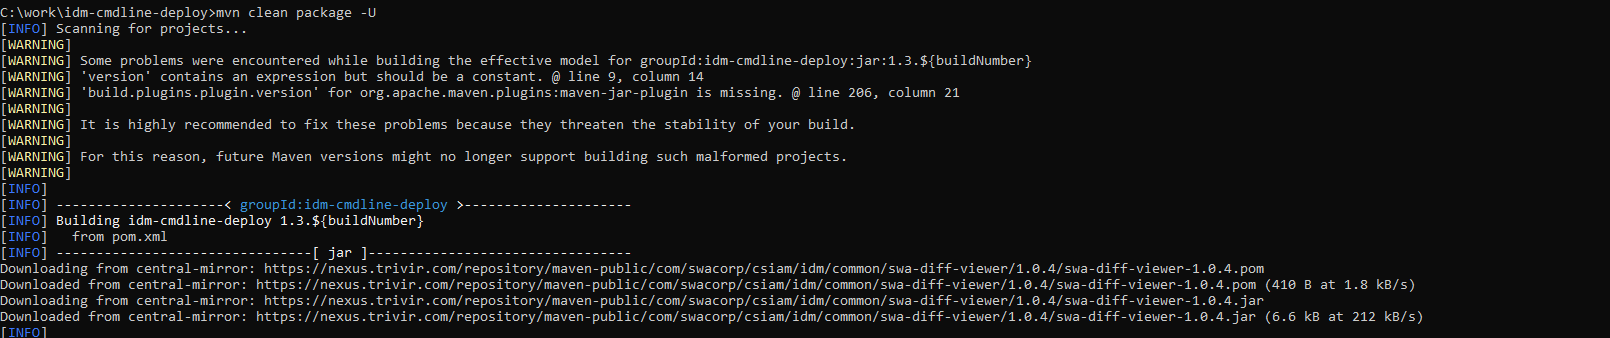 C:\work\idm-cmdline-deploy>mvn clean package -U
[INFO] Scanning for projects...
[WARNING]
[WARNING] Some problems were encountered while building the effective model for groupId:idm-cmdline-deploy:jar:1.3.${buildNumber}
[WARNING] 'version' contains an expression but should be a constant. @ line 9, column 14
[WARNING] 'build.plugins.plugin.version' for org.apache.maven.plugins:maven-jar-plugin is missing. @ line 206, column 21
[WARNING]
[WARNING] It is highly recommended to fix these problems because they threaten the stability of your build.
[WARNING]
[WARNING] For this reason, future Maven versions might no longer support building such malformed projects.
[WARNING]
[INFO]
[INFO] ---------------------< groupId:idm-cmdline-deploy >---------------------
[INFO] Building idm-cmdline-deploy 1.3.${buildNumber}
[INFO]   from pom.xml
[INFO] --------------------------------[ jar ]---------------------------------
Downloading from central-mirror: https://nexus.trivir.com/repository/maven-public/com/swacorp/csiam/idm/common/swa-diff-viewer/1.0.4/swa-diff-viewer-1.0.4.pom
Downloaded from central-mirror: https://nexus.trivir.com/repository/maven-public/com/swacorp/csiam/idm/common/swa-diff-viewer/1.0.4/swa-diff-viewer-1.0.4.pom (410 B at 1.8 kB/s)
Downloading from central-mirror: https://nexus.trivir.com/repository/maven-public/com/swacorp/csiam/idm/common/swa-diff-viewer/1.0.4/swa-diff-viewer-1.0.4.jar
Downloaded from central-mirror: https://nexus.trivir.com/repository/maven-public/com/swacorp/csiam/idm/common/swa-diff-viewer/1.0.4/swa-diff-viewer-1.0.4.jar (6.6 kB at 212 kB/s)
[INFO]